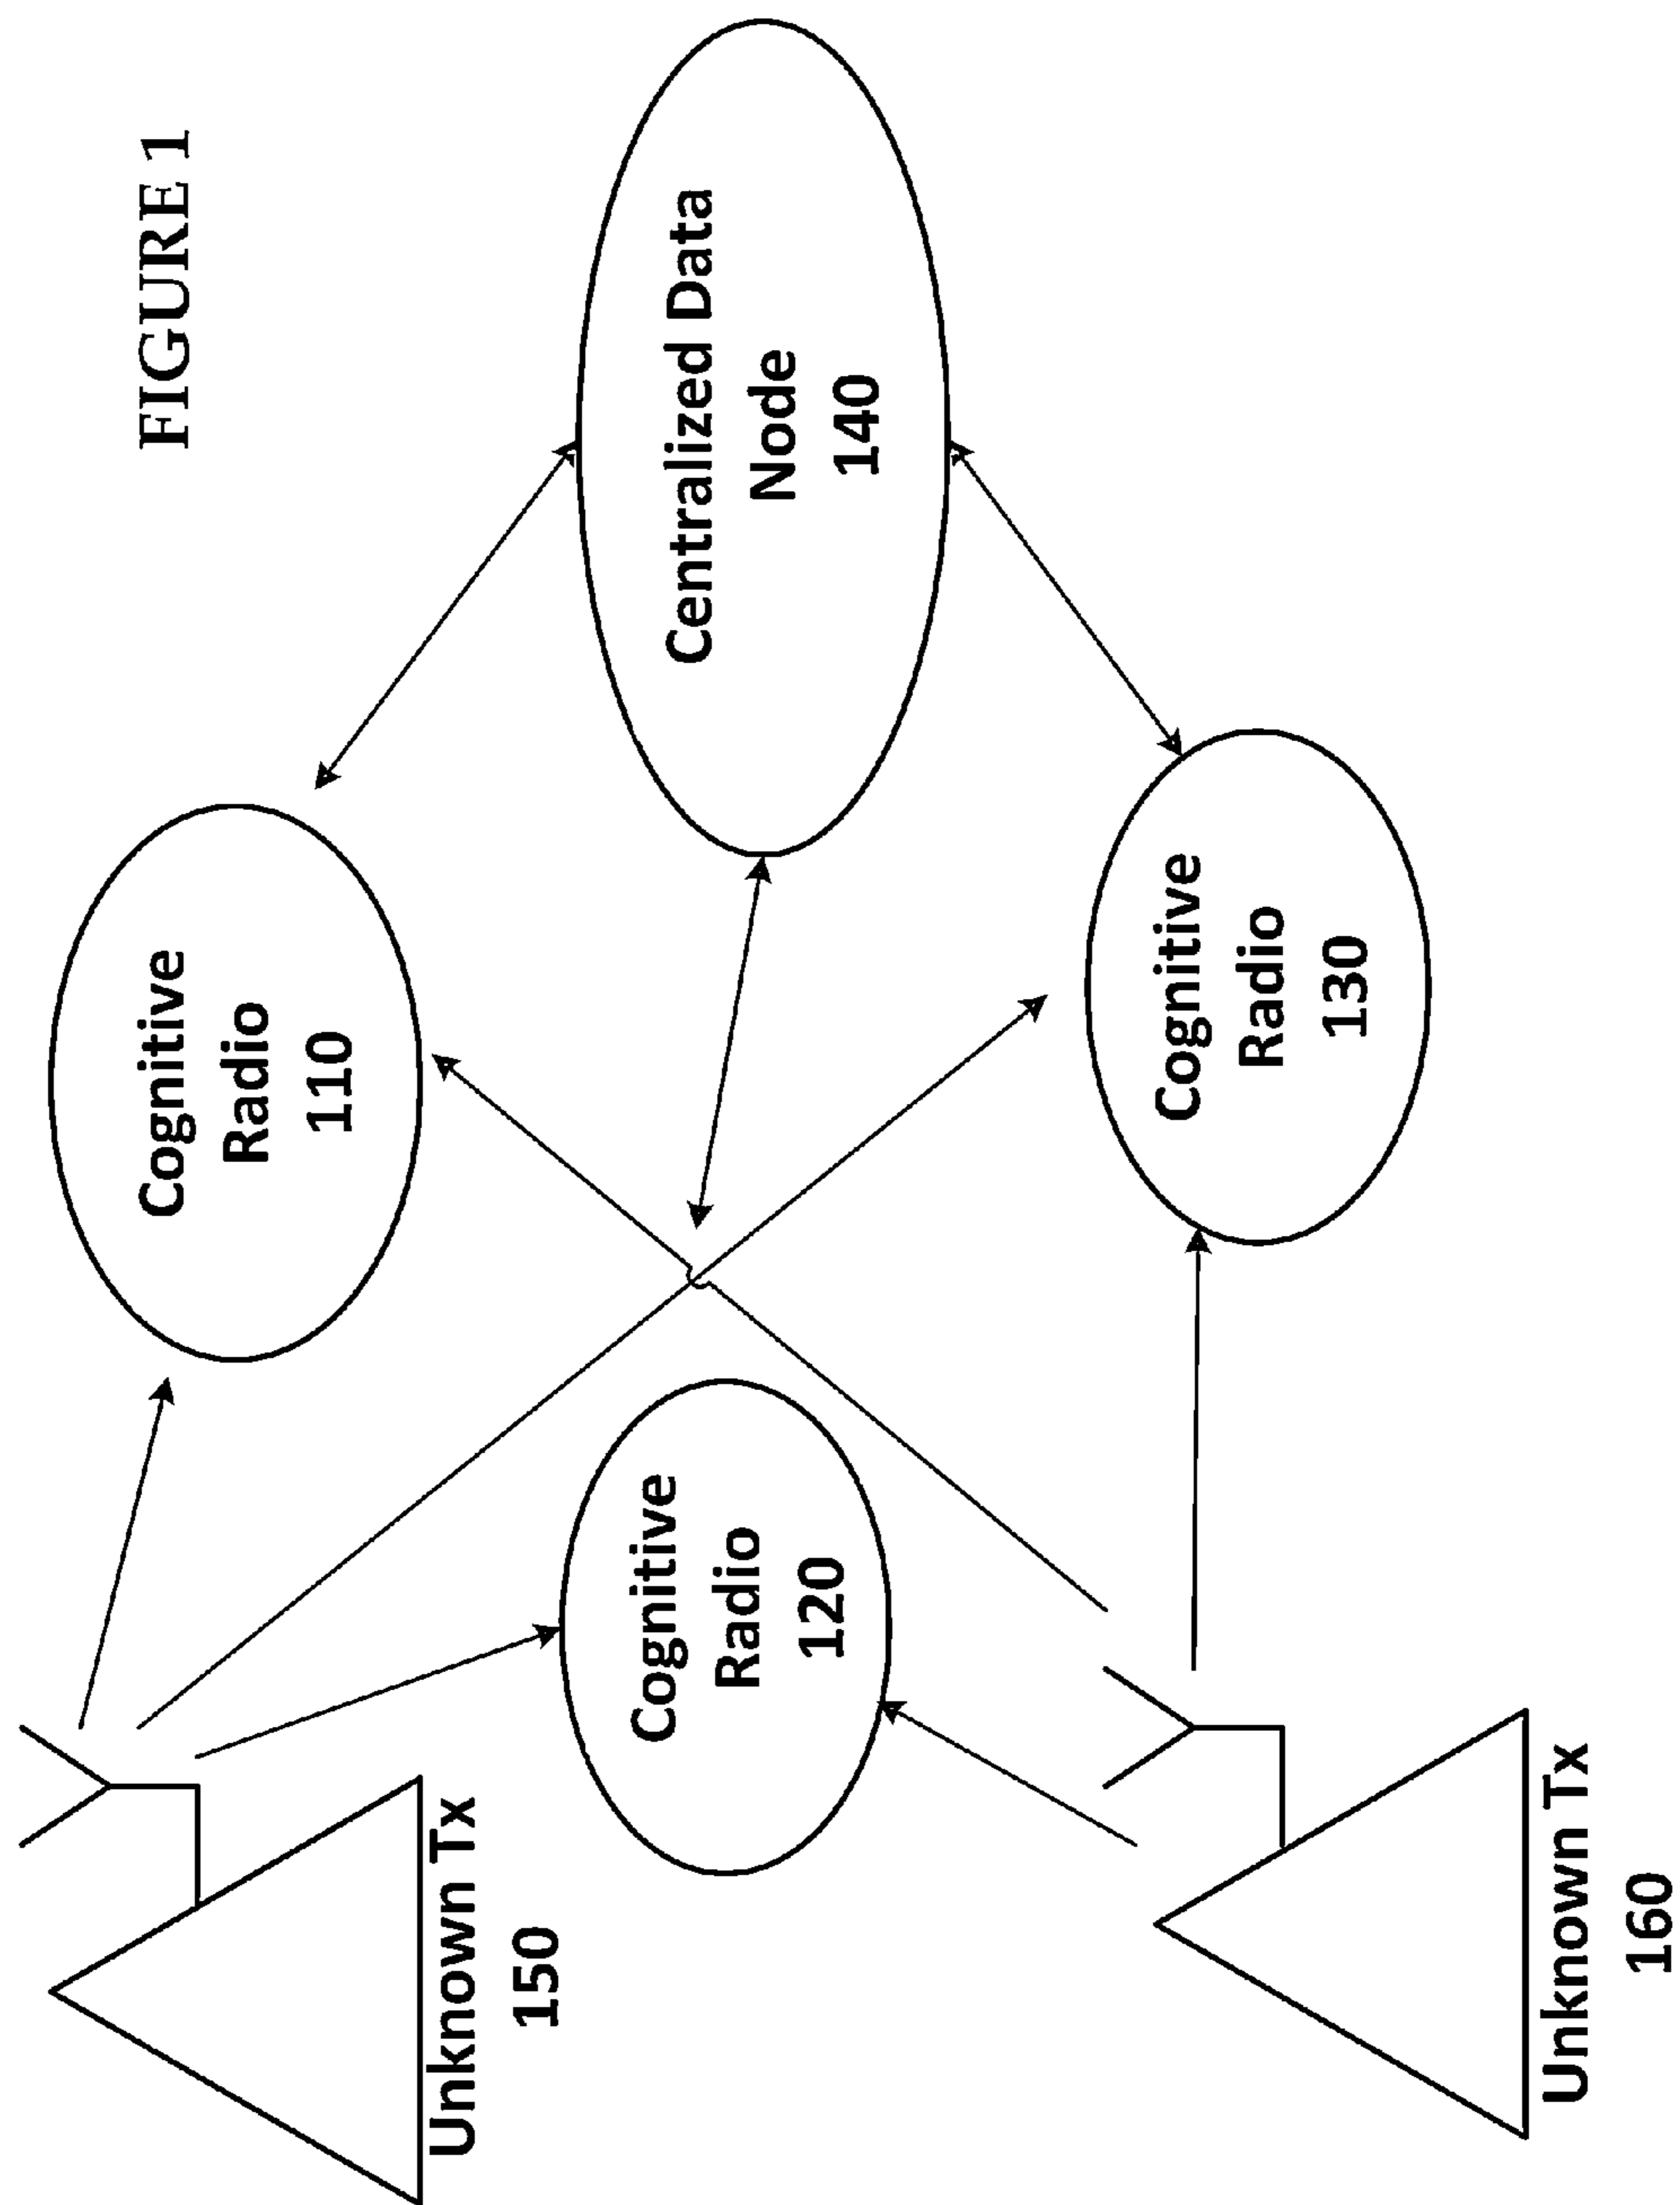 FIGURE 1
Unknown Tx
150
Cognitive
Radio
110
Cognitive
Radio
120
Centralized Data
Node
140
Cognitive
Radio
130
Unknown Tx
160